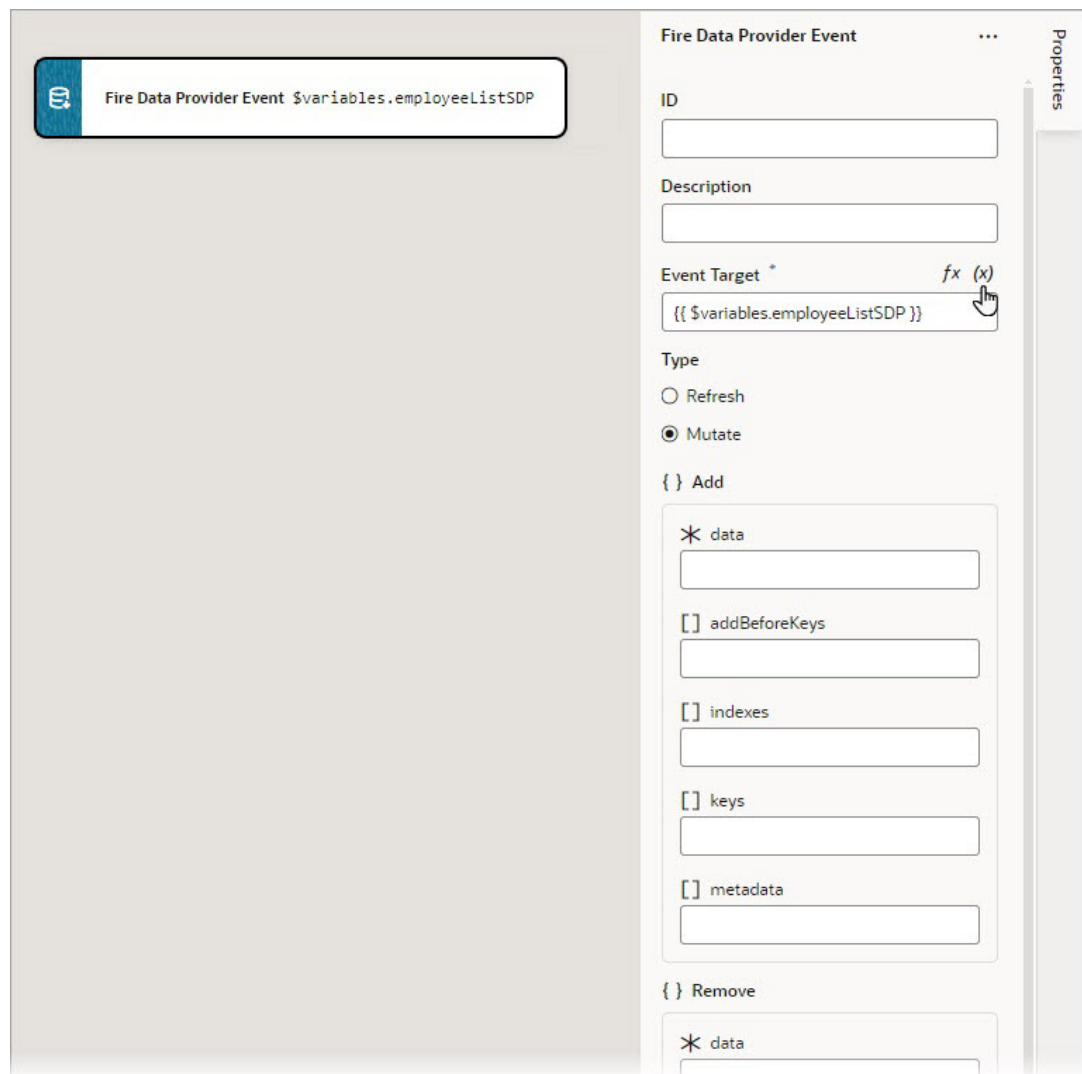 Fire Data Provider Event ...
Properties
Fire Data Provider Event $variables.employeeListSDP
ID
Description
Event Target * fx (x)
{{ $variables.employeeListSDP }}
Type
Refresh
Mutate
{ } Add
data
[ ] addBeforeKeys
[ ] indexes
[ ] keys
[ ] metadata
{ } Remove
data